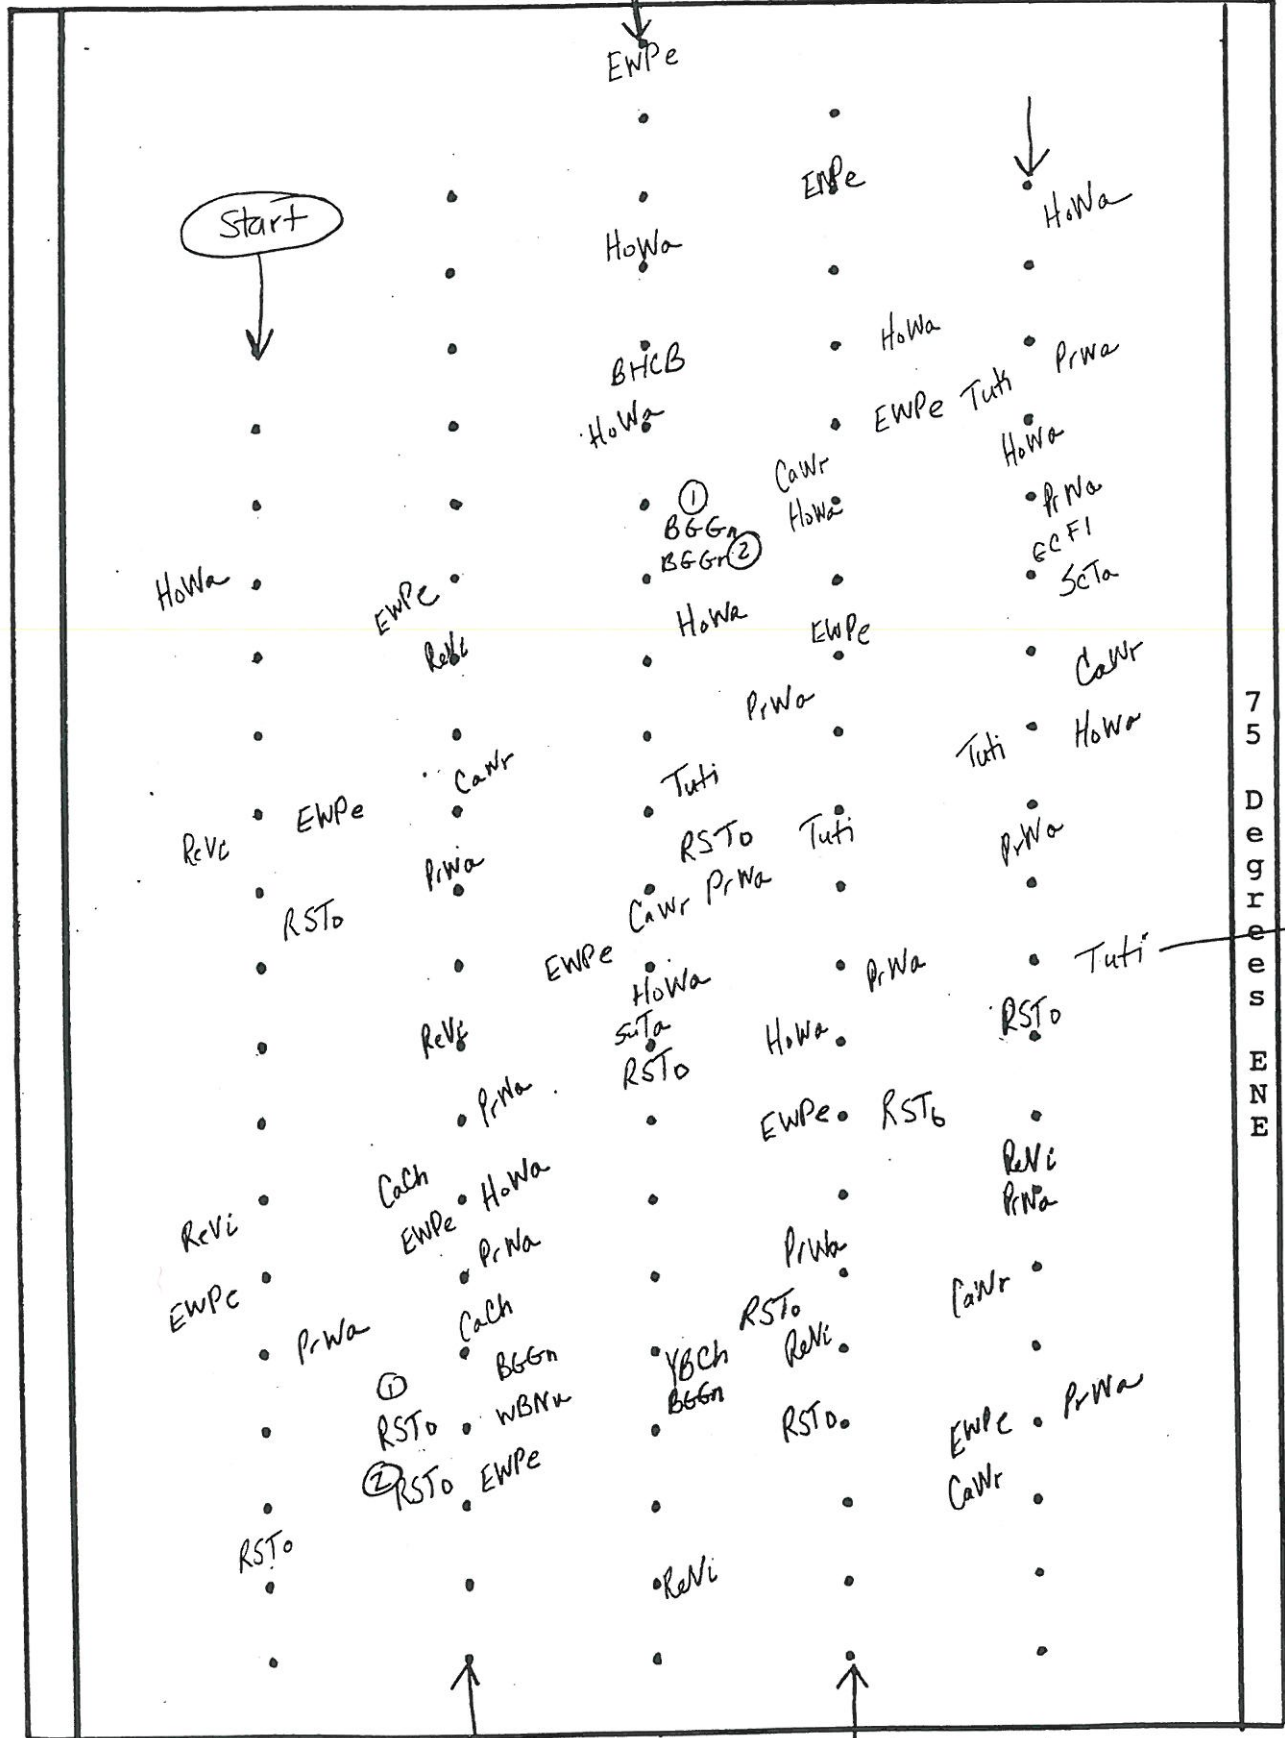 EWPe
EWPe
HoWa
Start
HoWa
HoWa
PrWa
BHCB
EWPe Tuti
HoWa
HoWa
CaWr
PrWa
①
HoWa
BGGn
BGGn ②
SCTa
HoWa
EWPe
HoWa
EWPe
ReVi
CaWr
PrWa
HoWa
Tuti
CaWr
Tuti
EWPe
RSTo Tuti
PrWa
ReVi
PrWa
CaWr PrWa
RSTo
EWPe
PrWa
Tuti
HoWa
RSTo
ReVi
HoWa
RSTo
PrWa
EWPe RSTo
CaCh
HoWa
ReVi
PrWa
ReVi
EWPe
PrWa
PrWa
EWPe
CaWr
CaCh
RSTo
PrWa
ReVi
BGGn
YBCh
①
BGGn
PrWa
RSTo
WBNu
RSTo
EWPe
② RSTo
EWPe
CaWr
RSTo
ReVi
75 Degrees ENE